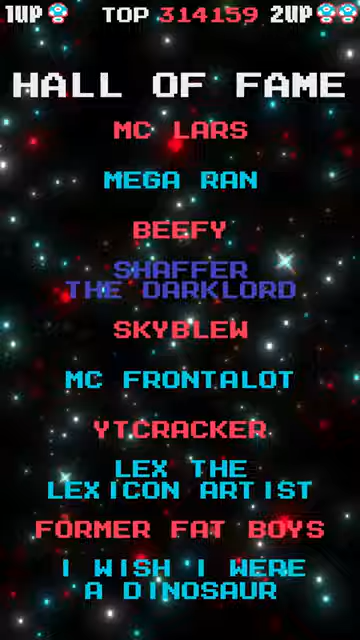 1UP TOP 314159 2UP
HALL OF FAME
MC LARS
MEGA RAN
BEEFY
SHAFFER
THE DARKLORD
SKYBLEW
MC FRONTALOT
YTCRACKER
LEX THE
LEXICON ARTIST
FORMER FAT BOYS
I WISH I WERE
A DINOSAUR